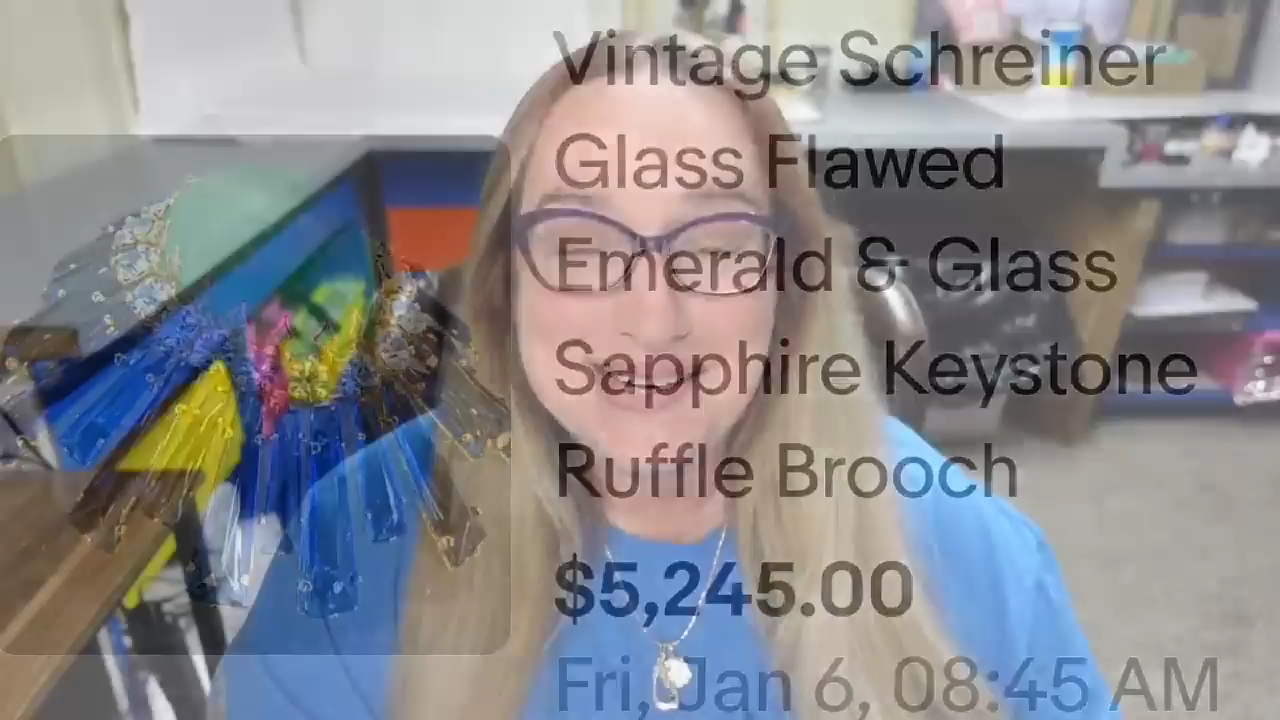 Vintage Schreiner
Glass Flawed
Emerald & Glass
Sapphire Keystone
Ruffle Brooch
$5,245.00
Fri, Jan 6, 08:45 AM